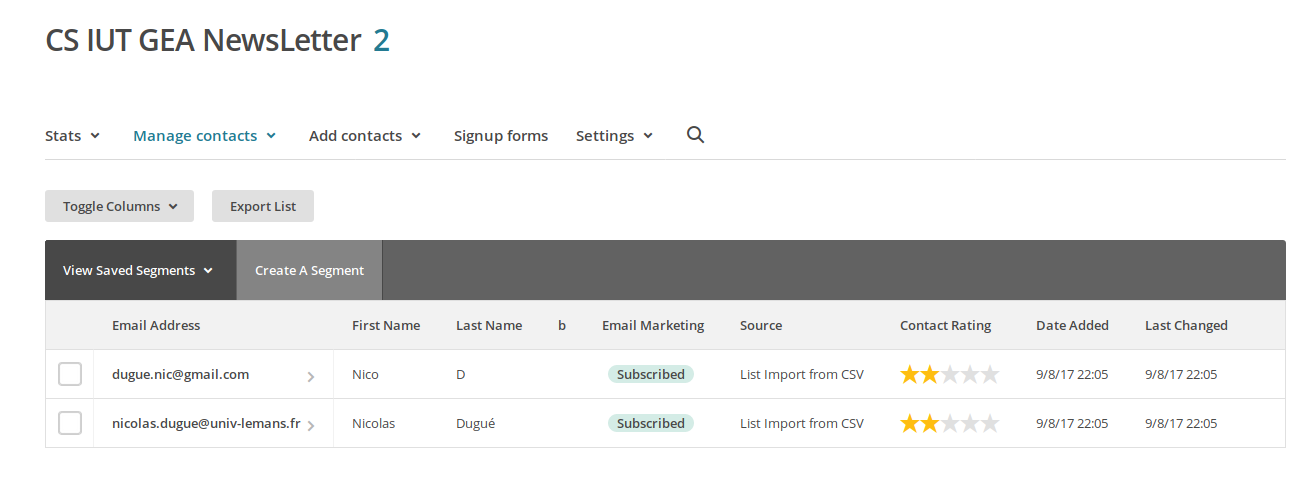 CS IUT GEA NewsLetter 2
Stats Manage contacts Add contacts Signup forms Settings
Toggle Columns Export List
View Saved Segments Create A Segment
Email Address First Name Last Name b Email Marketing Source Contact Rating Date Added Last Changed
dugue.nic@gmail.com Nico D Subscribed List Import from CSV 9/8/17 22:05 9/8/17 22:05
nicolas.dugue@univ-lemans.fr Nicolas Dugué Subscribed List Import from CSV 9/8/17 22:05 9/8/17 22:05